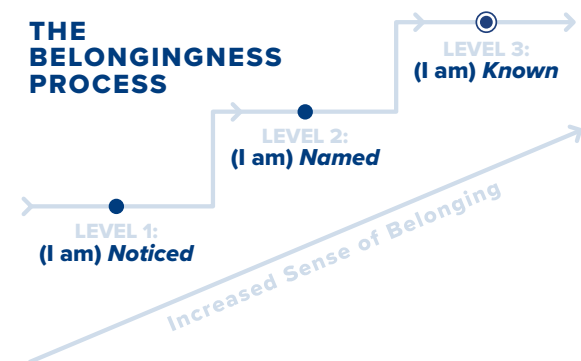 THE
BELONGINGNESS
PROCESS
LEVEL 3:
(I am) Known
LEVEL 2:
(I am) Named
LEVEL 1:
(I am) Noticed
Increased Sense of Belonging